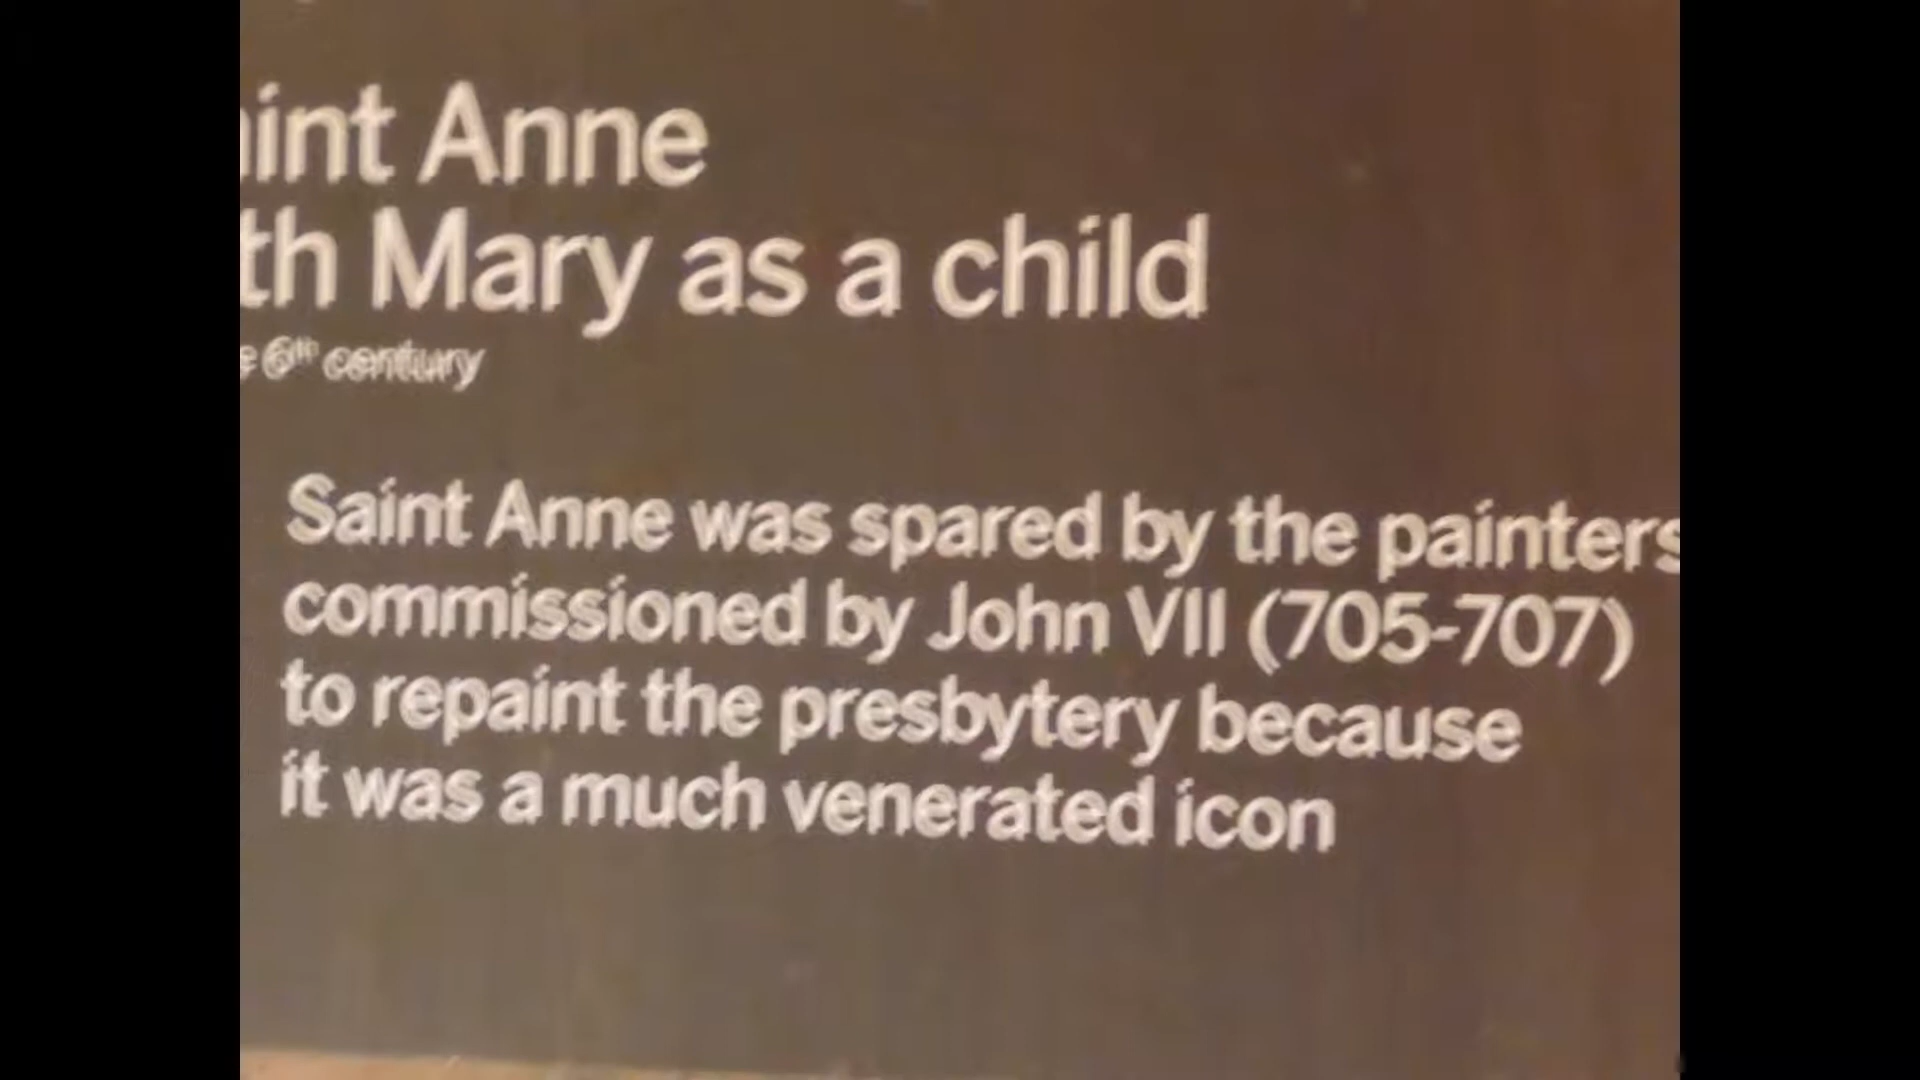 int Anne
th Mary as a child
e 6th century
Saint Anne was spared by the painters
commissioned by John VII (705-707)
to repaint the presbytery because
it was a much venerated icon